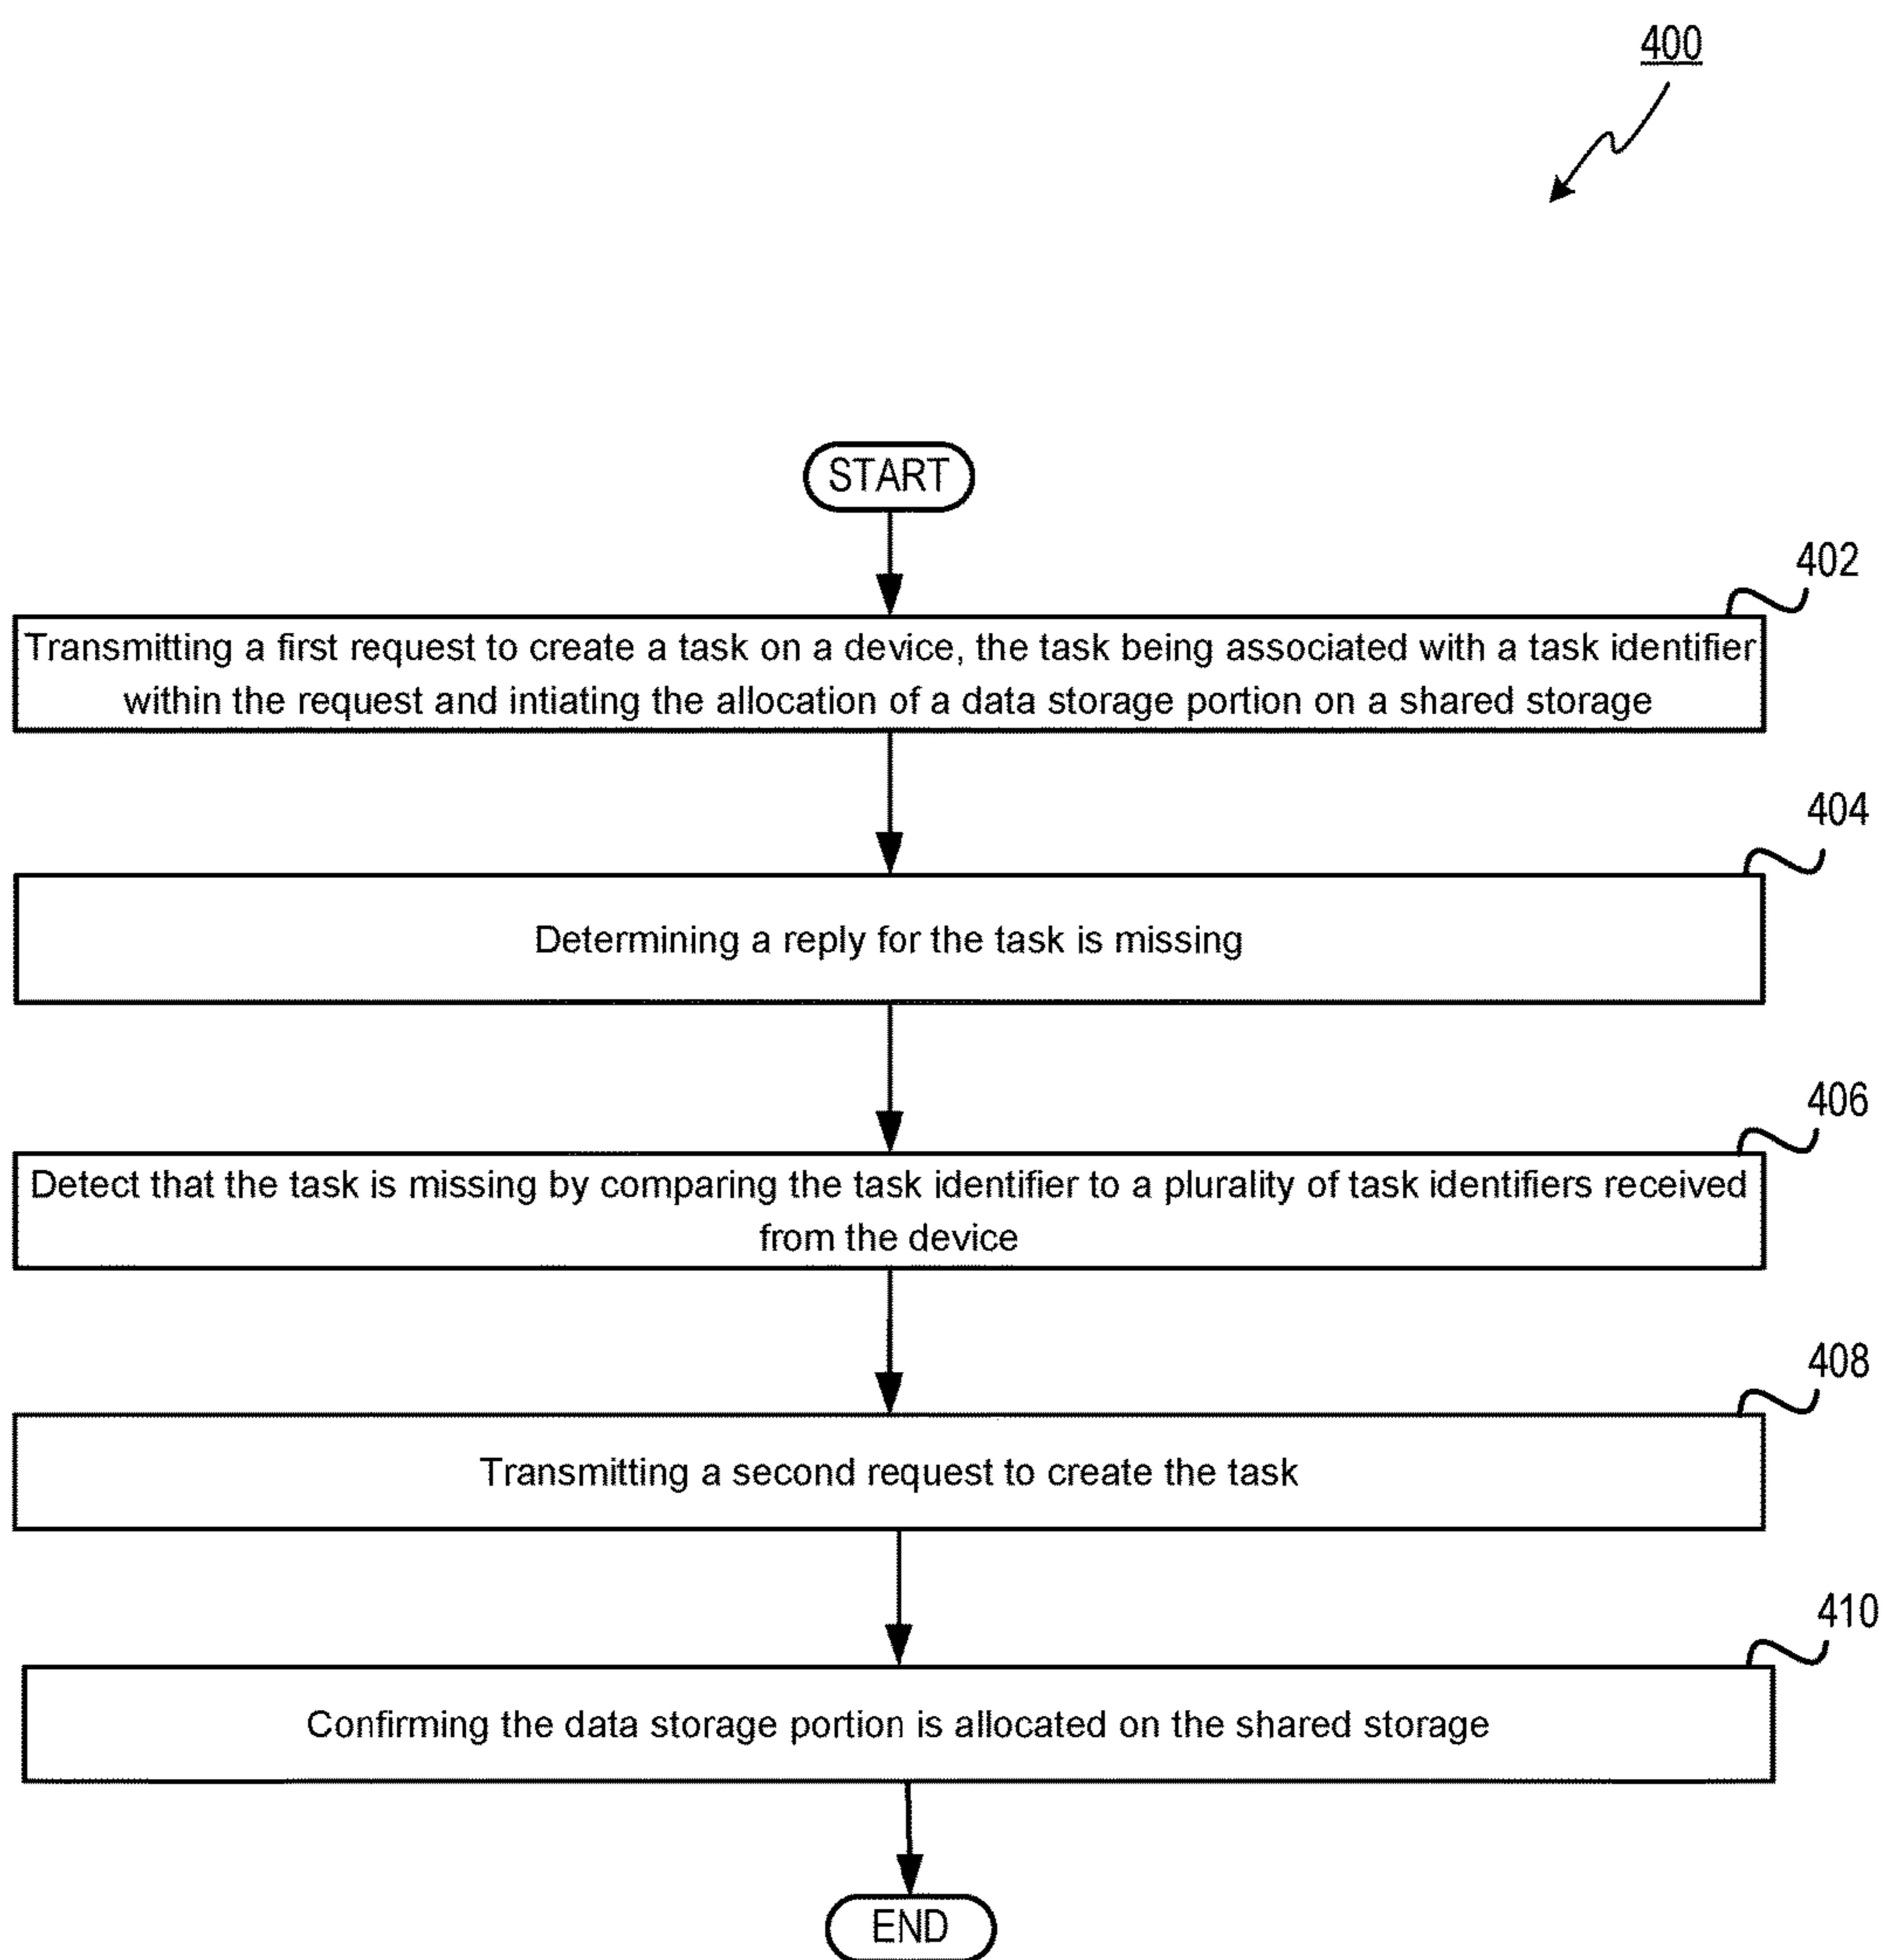 400
START
402
Transmitting a first request to create a task on a device, the task being associated with a task identifier
within the request and intiating the allocation of a data storage portion on a shared storage
404
Determining a reply for the task is missing
406
Detect that the task is missing by comparing the task identifier to a plurality of task identifiers received
from the device
408
Transmitting a second request to create the task
410
Confirming the data storage portion is allocated on the shared storage
END